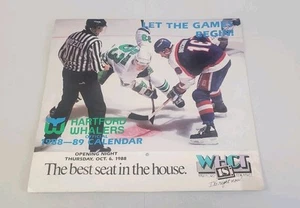 LET THE GAMES
BEGIN!
HARTFORD
WHALERS
1988-89 CALENDAR
OPENING NIGHT
THURSDAY, OCT. 6, 1988
The best seat in the house.
WHCT
18